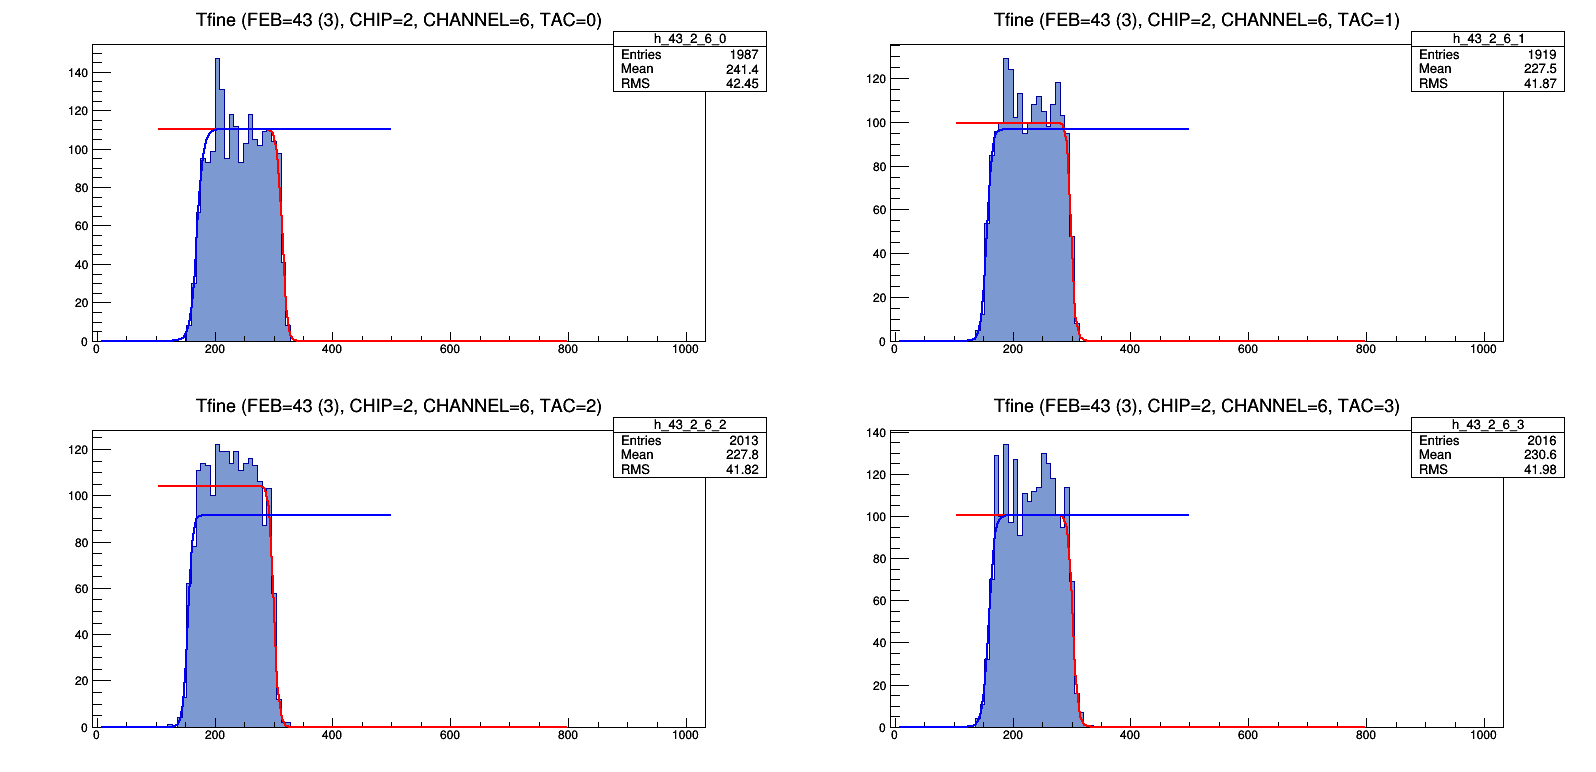 Tfine (FEB=43 (3), CHIP=2, CHANNEL=6, TAC=0)
h_43_2_6_0
Entries 1987
Mean 241.4
RMS 42.45
140
120
100
80
60
40
20
0
0 200 400 600 800 1000
Tfine (FEB=43 (3), CHIP=2, CHANNEL=6, TAC=1)
h_43_2_6_1
Entries 1919
Mean 227.5
RMS 41.87
120
100
80
60
40
20
0
0 200 400 600 800 1000
Tfine (FEB=43 (3), CHIP=2, CHANNEL=6, TAC=2)
h_43_2_6_2
Entries 2013
Mean 227.8
RMS 41.82
120
100
80
60
40
20
0
0 200 400 600 800 1000
Tfine (FEB=43 (3), CHIP=2, CHANNEL=6, TAC=3)
h_43_2_6_3
Entries 2016
Mean 230.6
RMS 41.98
140
120
100
80
60
40
20
0
0 200 400 600 800 1000